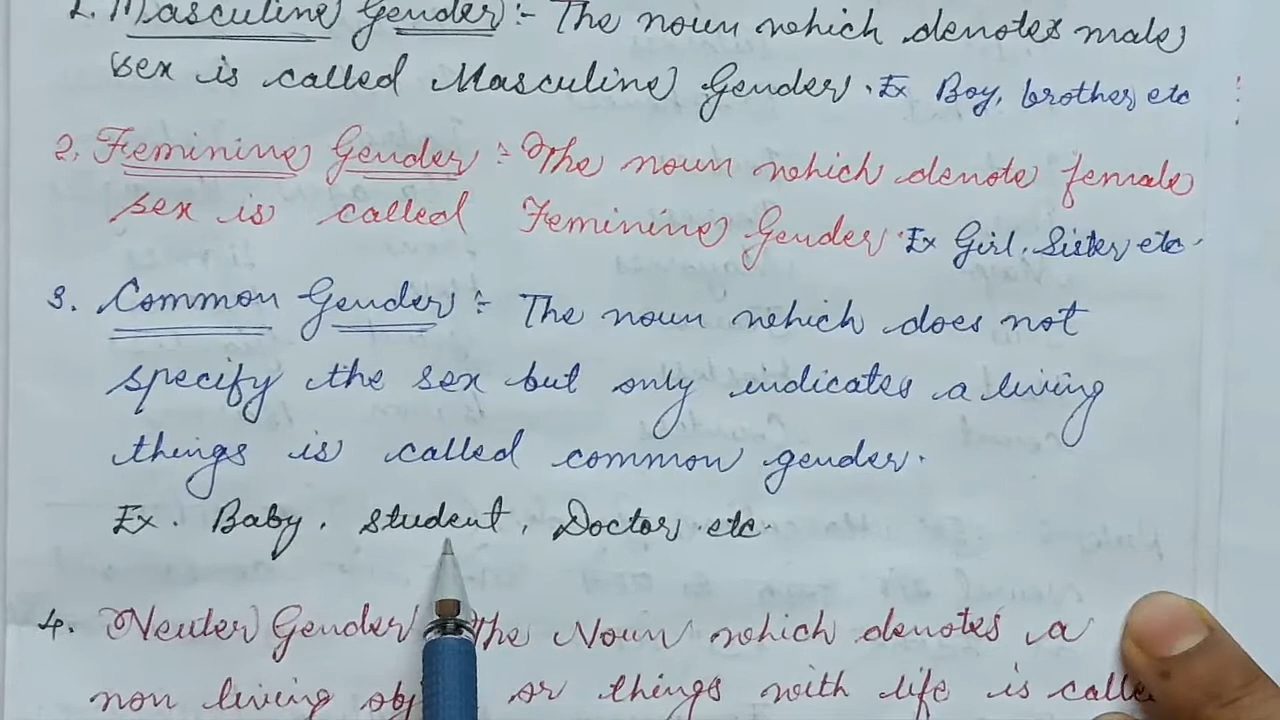 1. Masculine Gender :- The noun which denotes male
sex is called Masculine Gender. Ex Boy, brother etc
2. Feminine Gender :- The noun which denote female
sex is called Feminine Gender. Ex Girl, Sister etc.
3. Common Gender :- The noun which does not
specify the sex but only indicates a living
things is called common gender.
Ex. Baby, student, Doctor etc.
4. Neuter Gender The Noun which denotes a
non living or things with life is